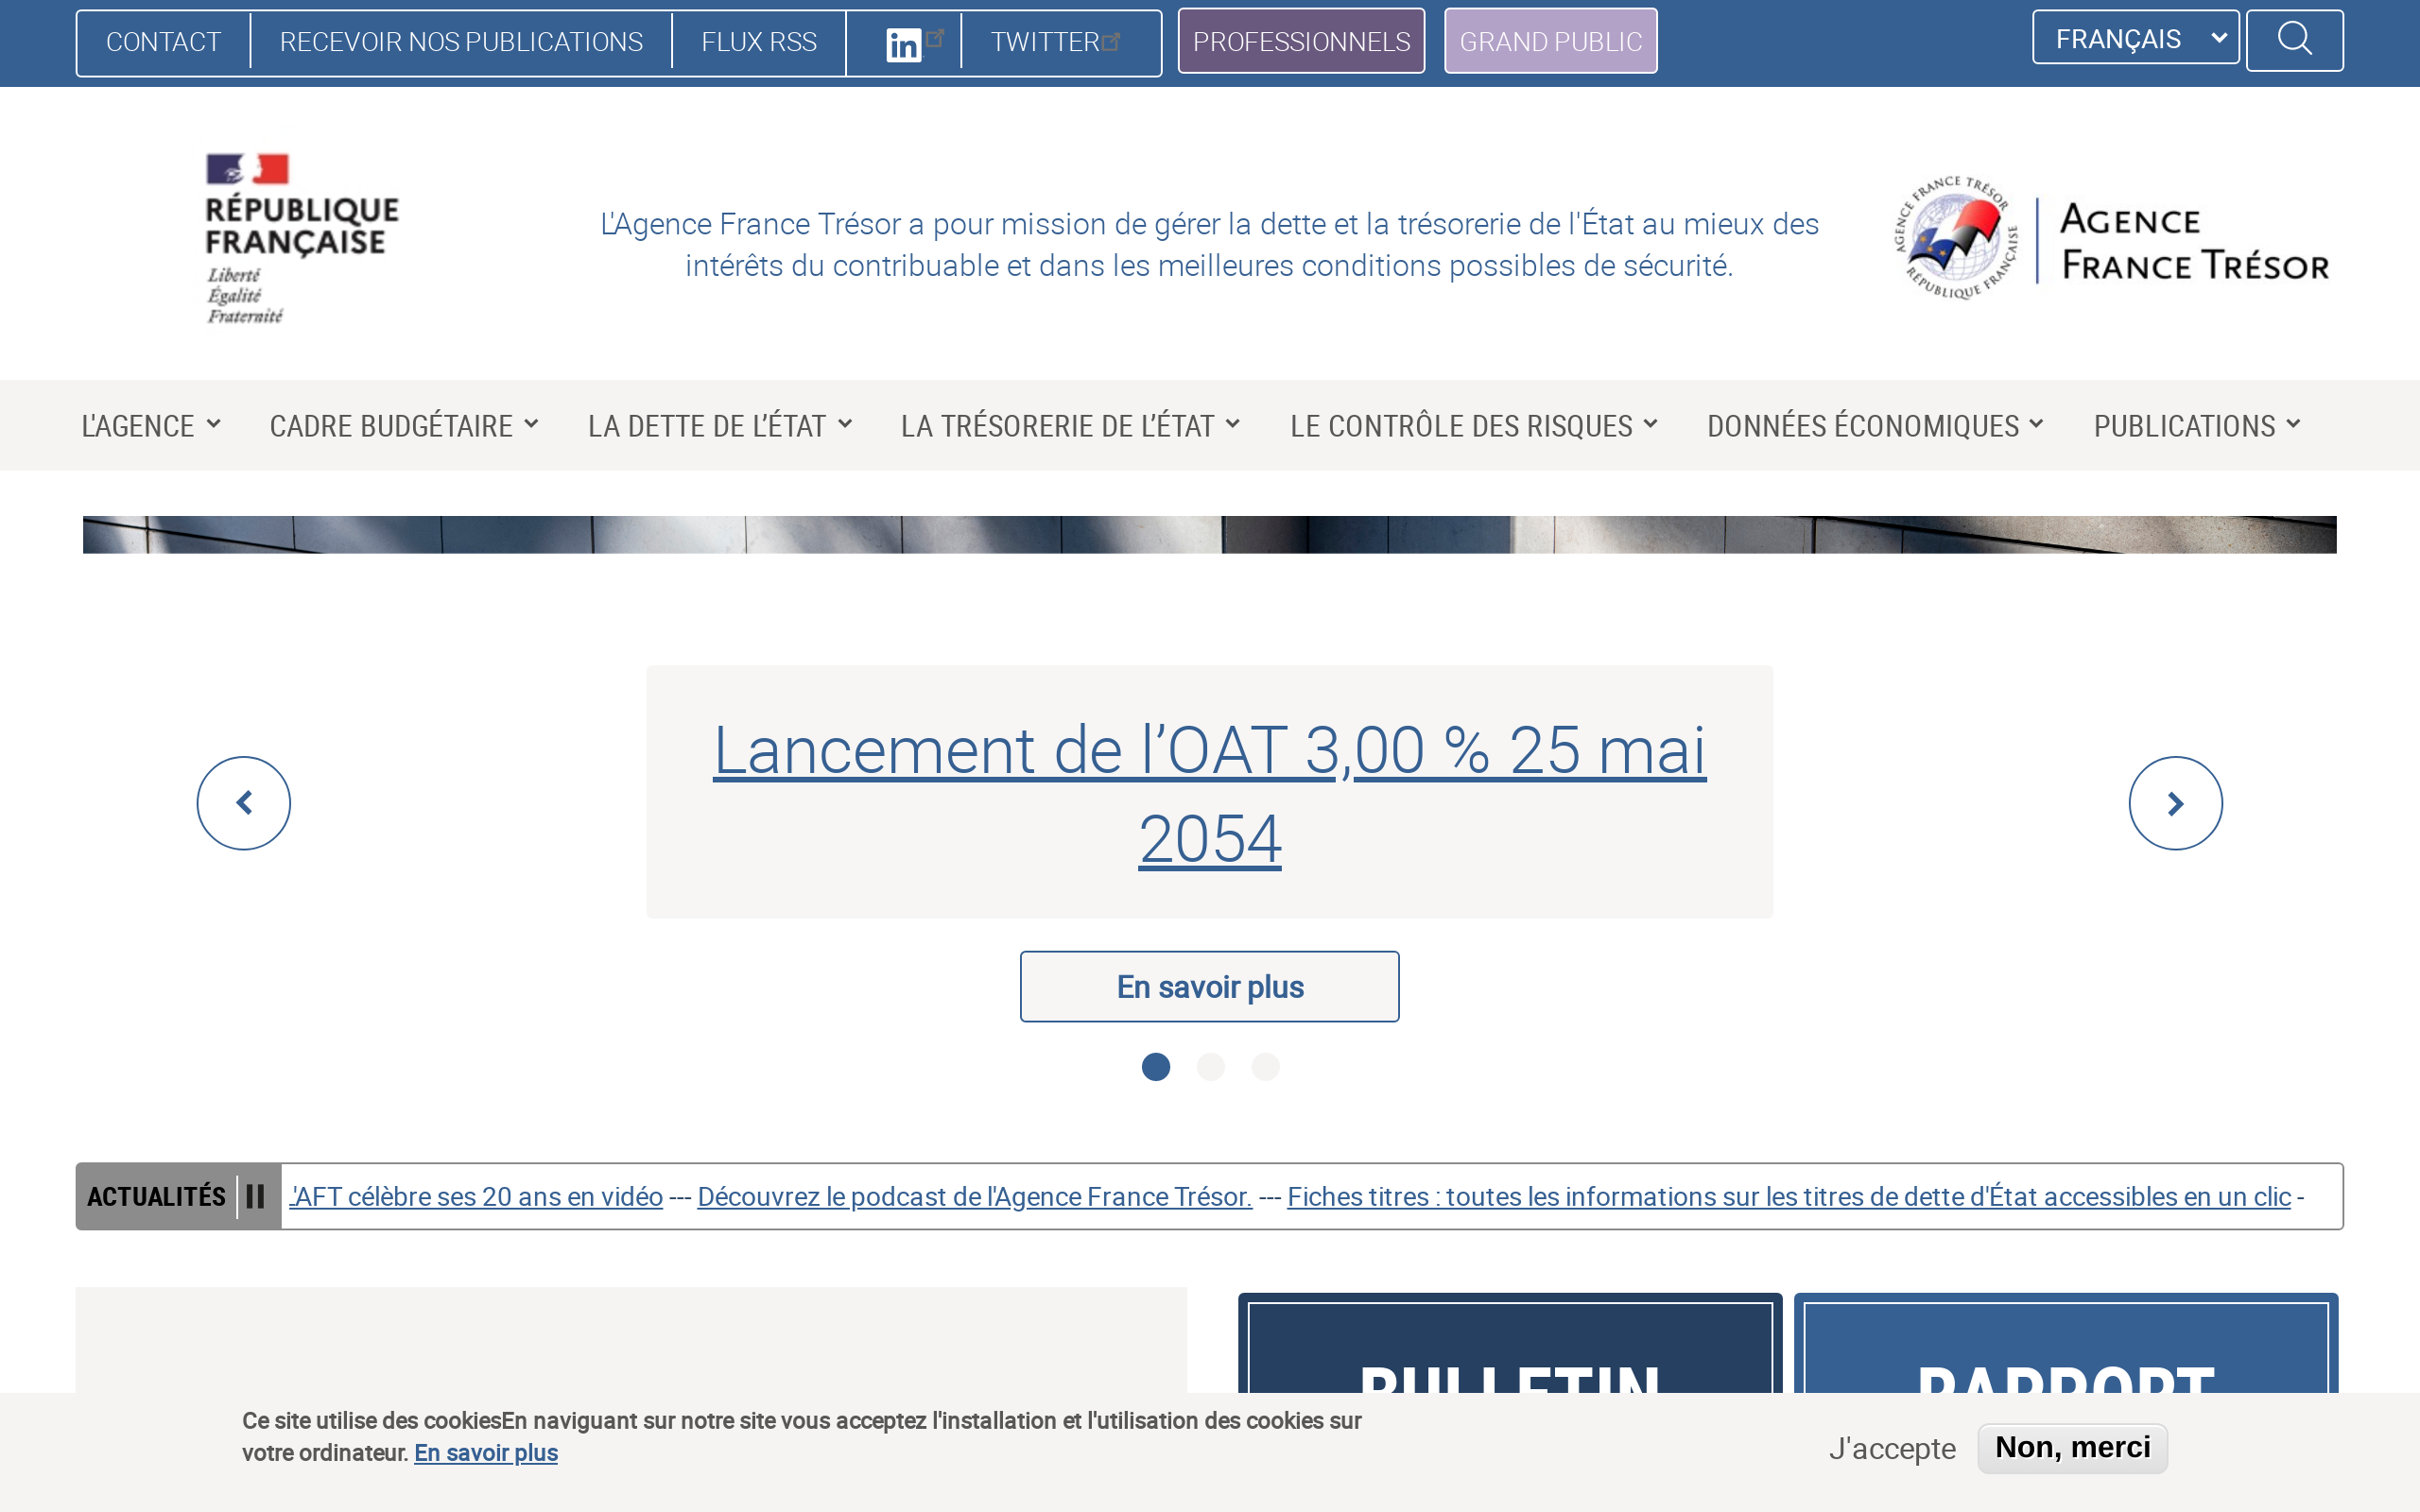 CONTACT
RECEVOIR NOS PUBLICATIONS
FLUX RSS
in
TWITTER
PROFESSIONNELS
GRAND PUBLIC
FRANÇAIS
RÉPUBLIQUE
FRANÇAISE
Liberté
Égalité
Fraternité
L'Agence France Trésor a pour mission de gérer la dette et la trésorerie de l'État au mieux des
intérêts du contribuable et dans les meilleures conditions possibles de sécurité.
AGENCE FRANCE TRÉSOR
RÉPUBLIQUE FRANÇAISE
AGENCE
FRANCE TRÉSOR
L'AGENCE
CADRE BUDGÉTAIRE
LA DETTE DE L’ÉTAT
LA TRÉSORERIE DE L’ÉTAT
LE CONTRÔLE DES RISQUES
DONNÉES ÉCONOMIQUES
PUBLICATIONS
Lancement de l’OAT 3,00 % 25 mai
2054
En savoir plus
ACTUALITÉS
L'AFT célèbre ses 20 ans en vidéo --- Découvrez le podcast de l'Agence France Trésor. --- Fiches titres : toutes les informations sur les titres de dette d'État accessibles en un clic -
BULLETIN
RAPPORT
Ce site utilise des cookiesEn naviguant sur notre site vous acceptez l'installation et l'utilisation des cookies sur
votre ordinateur. En savoir plus
J'accepte
Non, merci